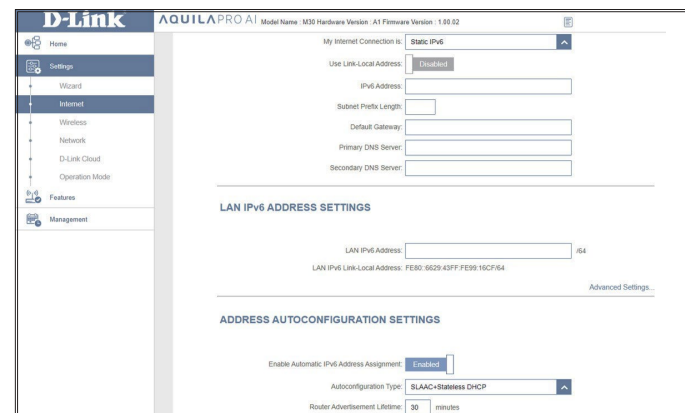 D-Link
AQUILA PRO AI Model Name : M30 Hardware Version : A1 Firmware Version : 1.00.02
Home
Settings
Wizard
Internet
Wireless
Network
D-Link Cloud
Operation Mode
Features
Management
My Internet Connection is: Static IPv6
Use Link-Local Address: Disabled
IPv6 Address:
Subnet Prefix Length:
Default Gateway:
Primary DNS Server:
Secondary DNS Server:
LAN IPv6 ADDRESS SETTINGS
LAN IPv6 Address: /64
LAN IPv6 Link-Local Address: FE80::6629:43FF:FE99:16CF/64
Advanced Settings...
ADDRESS AUTOCONFIGURATION SETTINGS
Enable Automatic IPv6 Address Assignment: Enabled
Autoconfiguration Type: SLAAC+Stateless DHCP
Router Advertisement Lifetime: 30 minutes